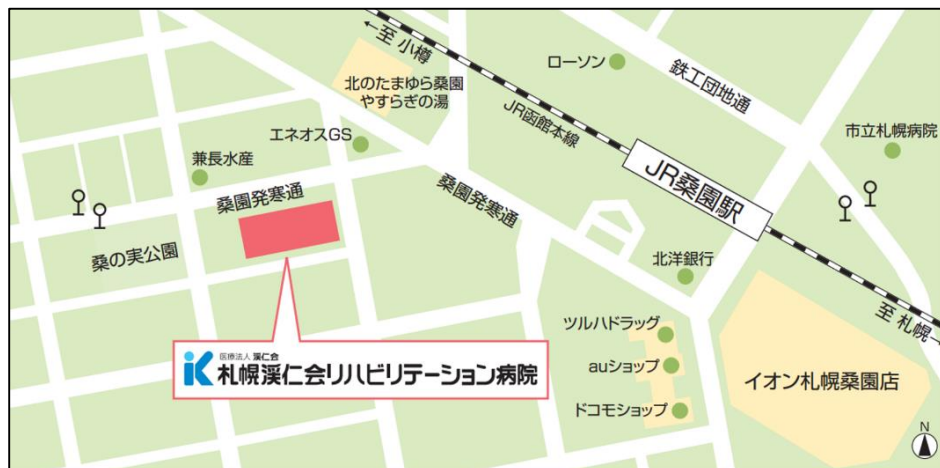 ←至 小樽
北のたまゆら桑園
やすらぎの湯
ローソン
鉄工団地通
JR函館本線
市立札幌病院
エネオスGS
兼長水産
桑園発寒通
桑園発寒通
JR桑園駅
桑の実公園
北洋銀行
至 札幌→
ツルハドラッグ
auショップ
ドコモショップ
イオン札幌桑園店
医療法人 渓仁会
札幌渓仁会リハビリテーション病院
N